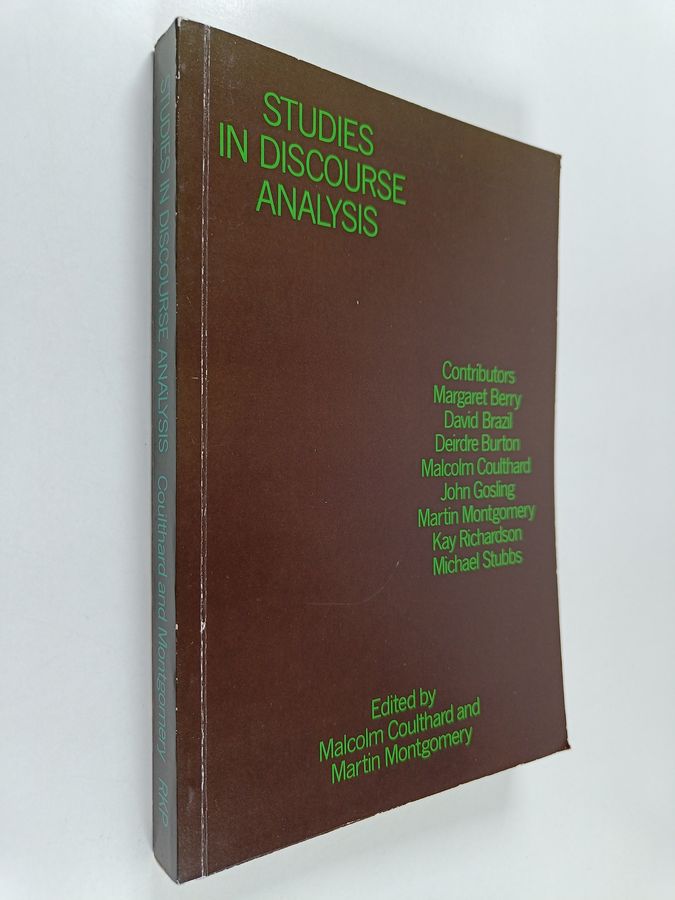 STUDIES
IN DISCOURSE
ANALYSIS
Contributors
Margaret Berry
David Brazil
Deirdre Burton
Malcolm Coulthard
John Gosling
Martin Montgomery
Kay Richardson
Michael Stubbs
Edited by
Malcolm Coulthard and
Martin Montgomery
STUDIES IN DISCOURSE ANALYSIS Coulthard and Montgomery RKP